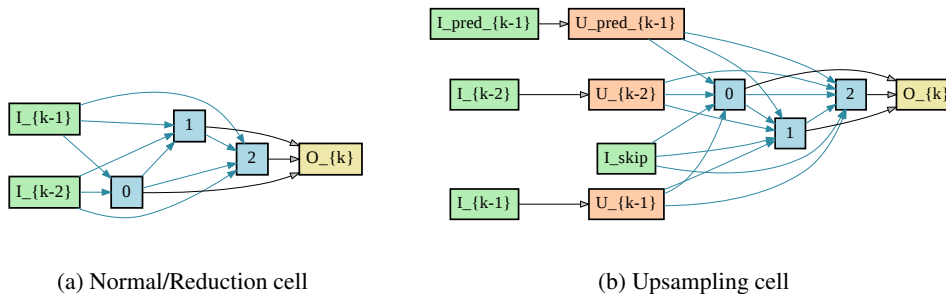 I_{k-1}
I_{k-2}
0
1
2
O_{k}
(a) Normal/Reduction cell
I_pred_{k-1}
U_pred_{k-1}
I_{k-2}
U_{k-2}
I_skip
I_{k-1}
U_{k-1}
0
1
2
O_{k}
(b) Upsampling cell